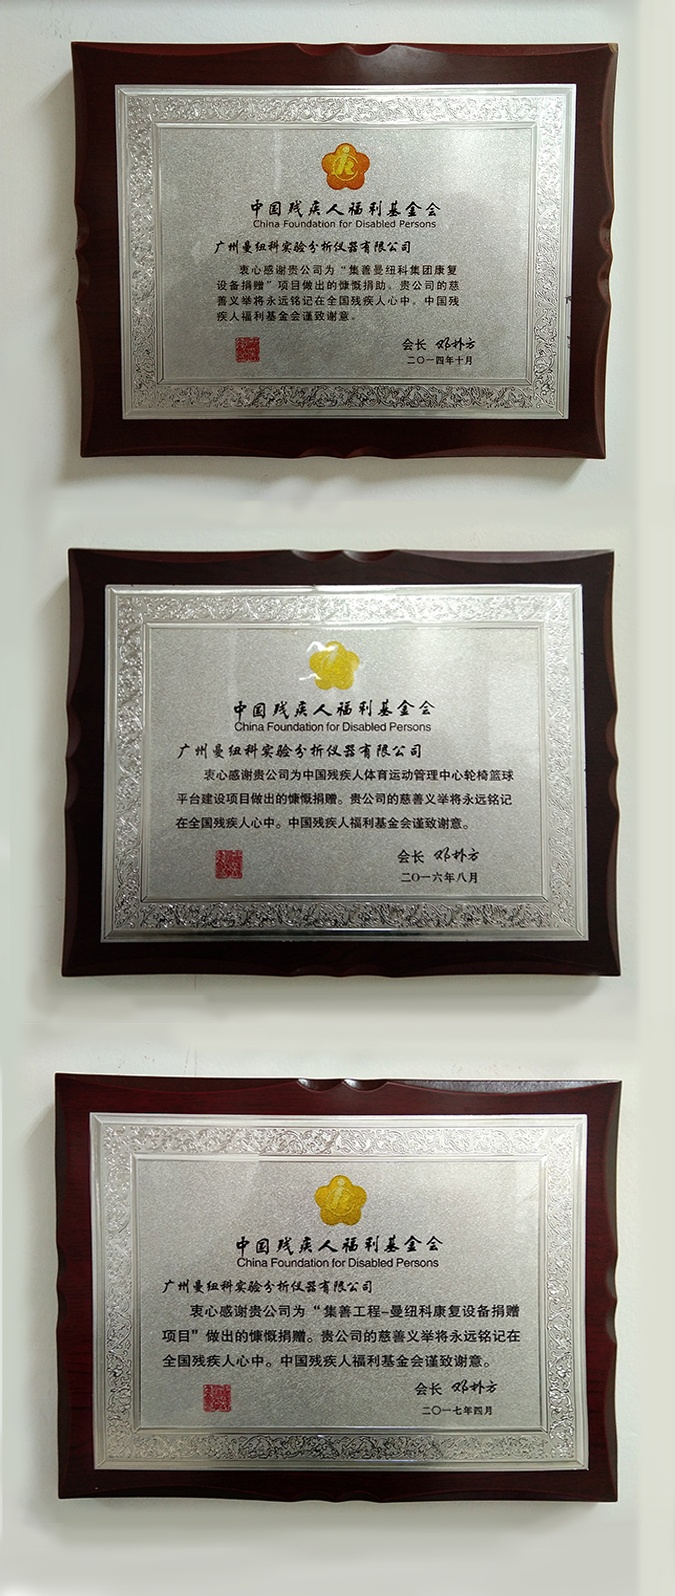 中国残疾人福利基金会
China Foundation for Disabled Persons
广州曼纽科实验分析仪器有限公司
衷心感谢贵公司为“集善曼纽科集团康复
设备捐赠”项目做出的慷慨捐助。贵公司的慈
善义举将永远铭记在全国残疾人心中。中国残
疾人福利基金会谨致谢意。
会长 邓朴方
二〇一四年十月
中国残疾人福利基金会
China Foundation for Disabled Persons
广州曼纽科实验分析仪器有限公司
衷心感谢贵公司为中国残疾人体育运动管理中心轮椅篮球
平台建设项目做出的慷慨捐赠。贵公司的慈善义举将永远铭记
在全国残疾人心中。中国残疾人福利基金会谨致谢意。
会长 邓朴方
二〇一六年八月
中国残疾人福利基金会
China Foundation for Disabled Persons
广州曼纽科实验分析仪器有限公司
衷心感谢贵公司为“集善工程-曼纽科康复设备捐赠
项目”做出的慷慨捐赠。贵公司的慈善义举将永远铭记在
全国残疾人心中。中国残疾人福利基金会谨致谢意。
会长 邓朴方
二〇一七年四月